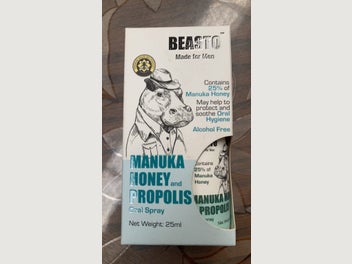 BEASTO
Made for Men
Contains
25% of
Manuka Honey
May help to
protect and
soothe Oral
Hygiene
Alcohol Free
MANUKA
HONEY and
PROPOLIS
Oral Spray
Net Weight: 25ml
Contains
25% of
Manuka
Honey
MANUKA
PROPOLIS